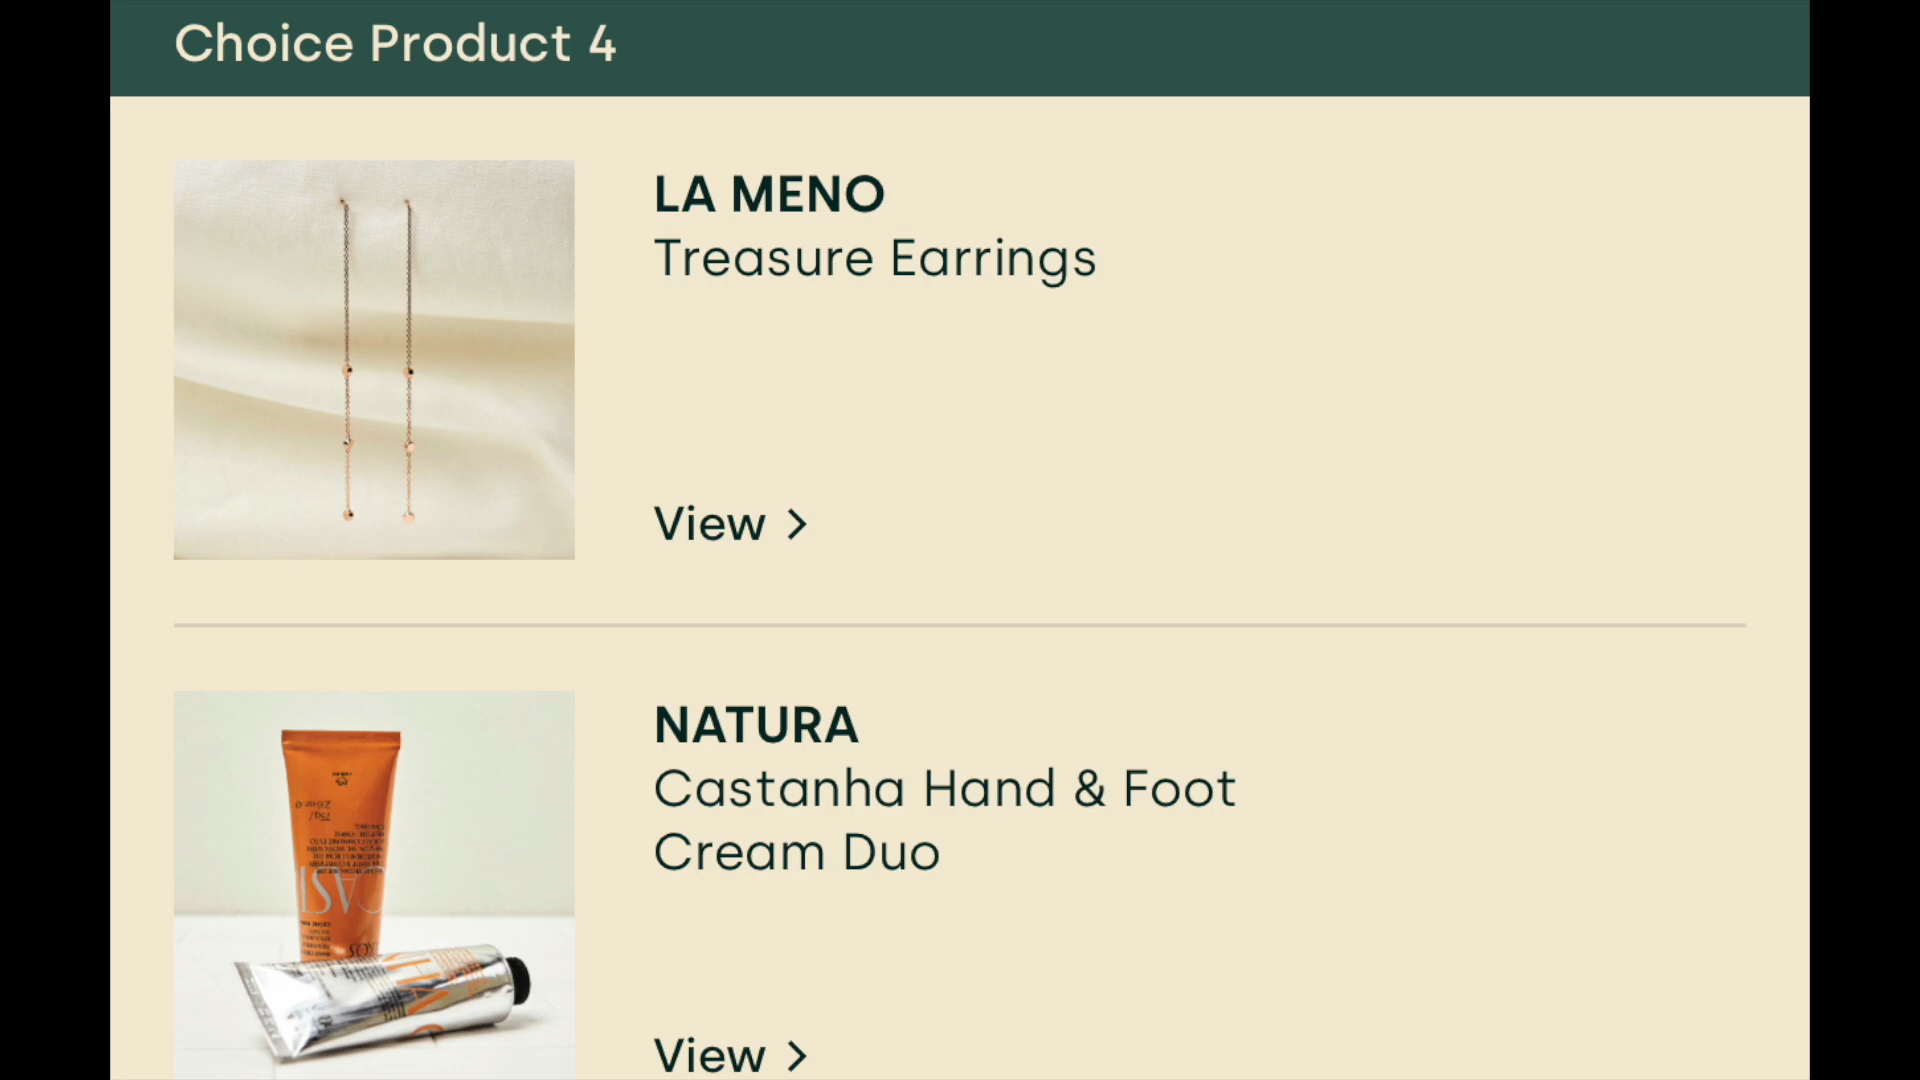 Choice Product 4
LA MENO
Treasure Earrings
View >
NATURA
Castanha Hand & Foot
Cream Duo
View >